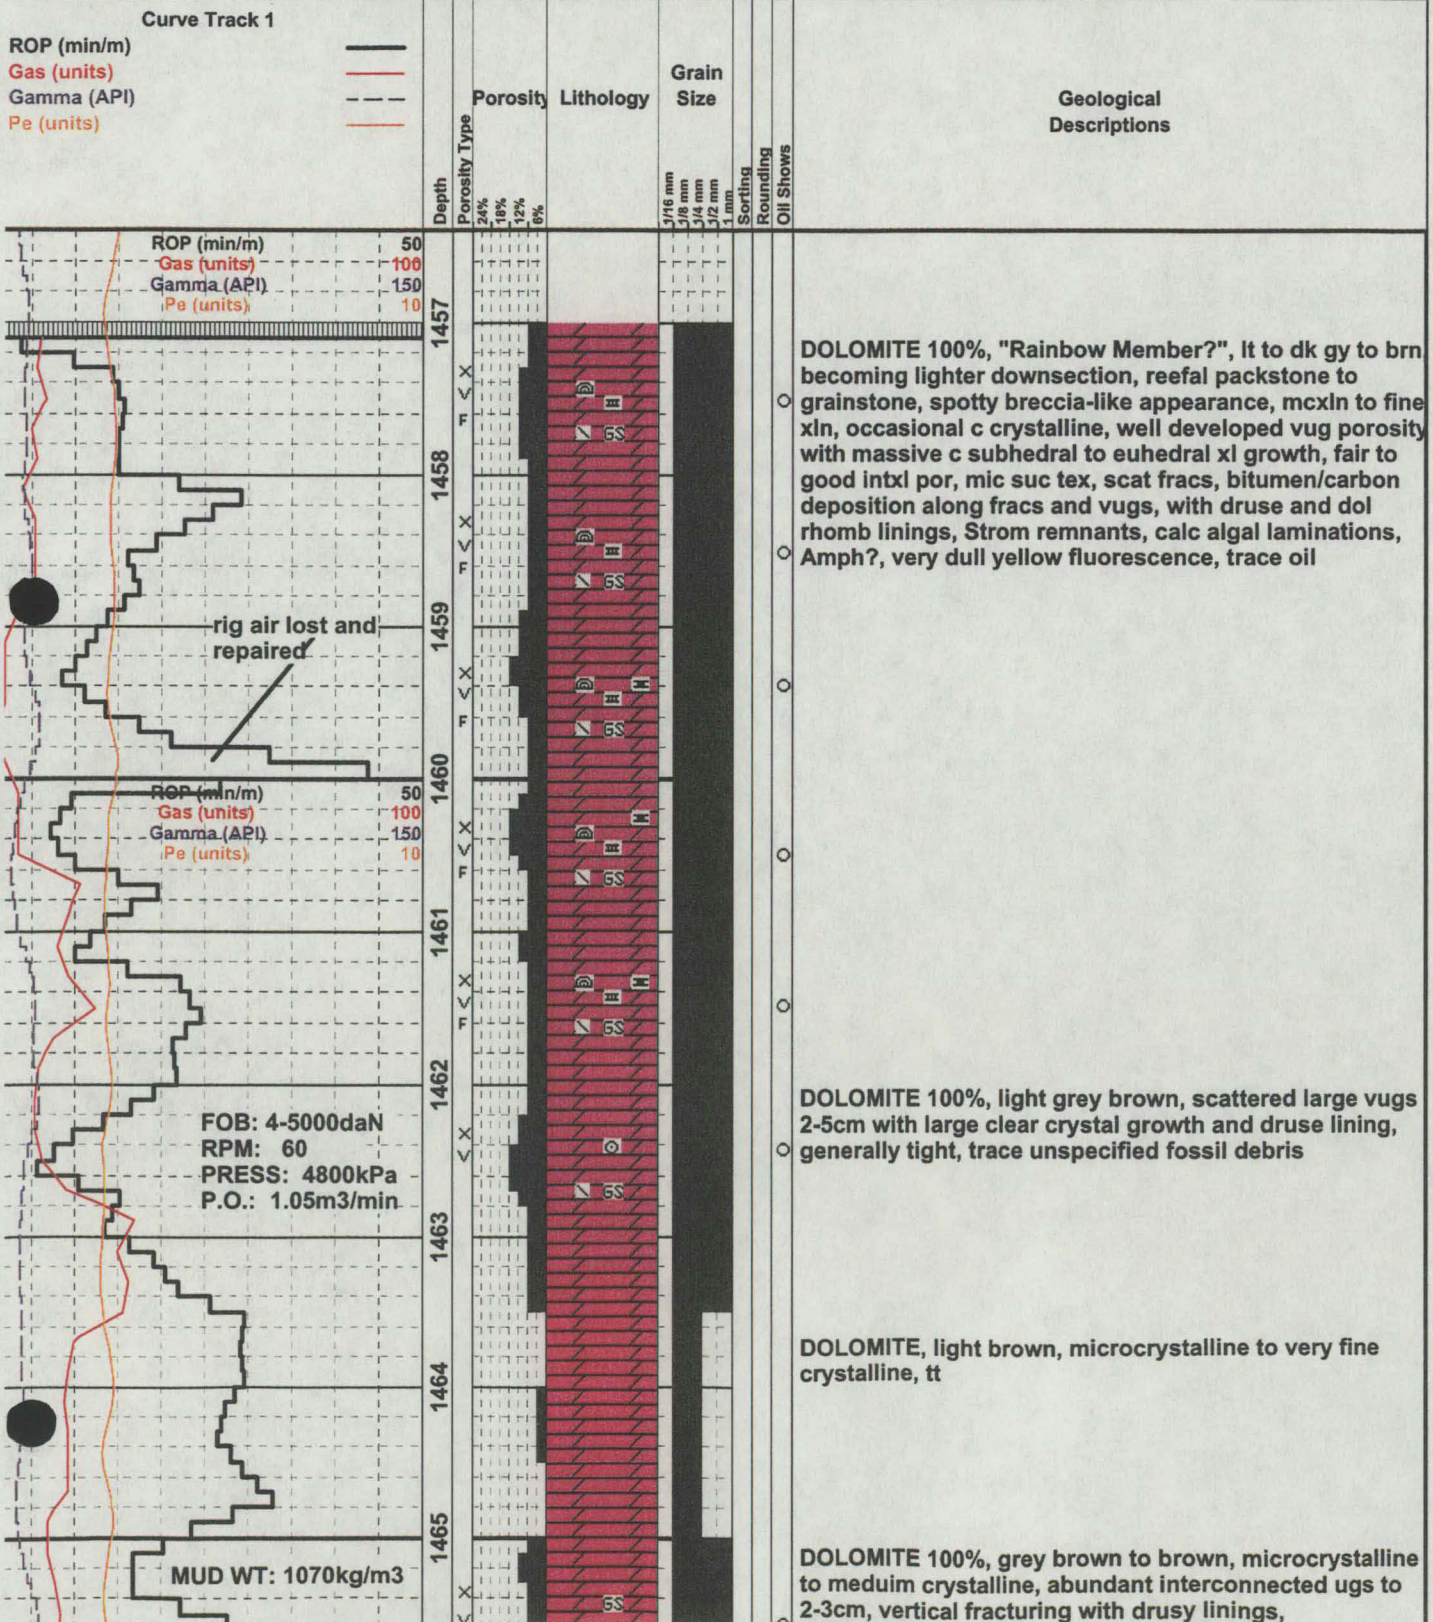 Curve Track 1
ROP (min/m)
Gas (units)
Gamma (API)
Pe (units)
Depth
Porosity Type
Porosity
24%
18%
12%
6%
Lithology
Grain
Size
1/16 mm
1/8 mm
1/4 mm
1/2 mm
1 mm
Sorting
Rounding
Oil Shows
Geological
Descriptions
ROP (min/m) 50
Gas (units) 100
Gamma (API) 150
Pe (units) 10
1457
X
V
F
GS
DOLOMITE 100%, "Rainbow Member?", lt to dk gy to brn
becoming lighter downsection, reefal packstone to
grainstone, spotty breccia-like appearance, mcxln to fine
xln, occasional c crystalline, well developed vug porosity
with massive c subhedral to euhedral xl growth, fair to
good intxl por, mic suc tex, scat fracs, bitumen/carbon
deposition along fracs and vugs, with druse and dol
rhomb linings, Strom remnants, calc algal laminations,
Amph?, very dull yellow fluorescence, trace oil
1458
X
V
F
GS
1459
rig air lost and
repaired
X
V
F
GS
1460
ROP (min/m) 50
Gas (units) 100
Gamma (API) 150
Pe (units) 10
X
V
F
GS
1461
X
V
F
GS
1462
FOB: 4-5000daN
RPM: 60
PRESS: 4800kPa
P.O.: 1.05m3/min
X
V
GS
DOLOMITE 100%, light grey brown, scattered large vugs
2-5cm with large clear crystal growth and druse lining,
generally tight, trace unspecified fossil debris
1463
DOLOMITE, light brown, microcrystalline to very fine
crystalline, tt
1464
1465
MUD WT: 1070kg/m3
X
V
GS
DOLOMITE 100%, grey brown to brown, microcrystalline
to meduim crystalline, abundant interconnected ugs to
2-3cm, vertical fracturing with drusy linings,